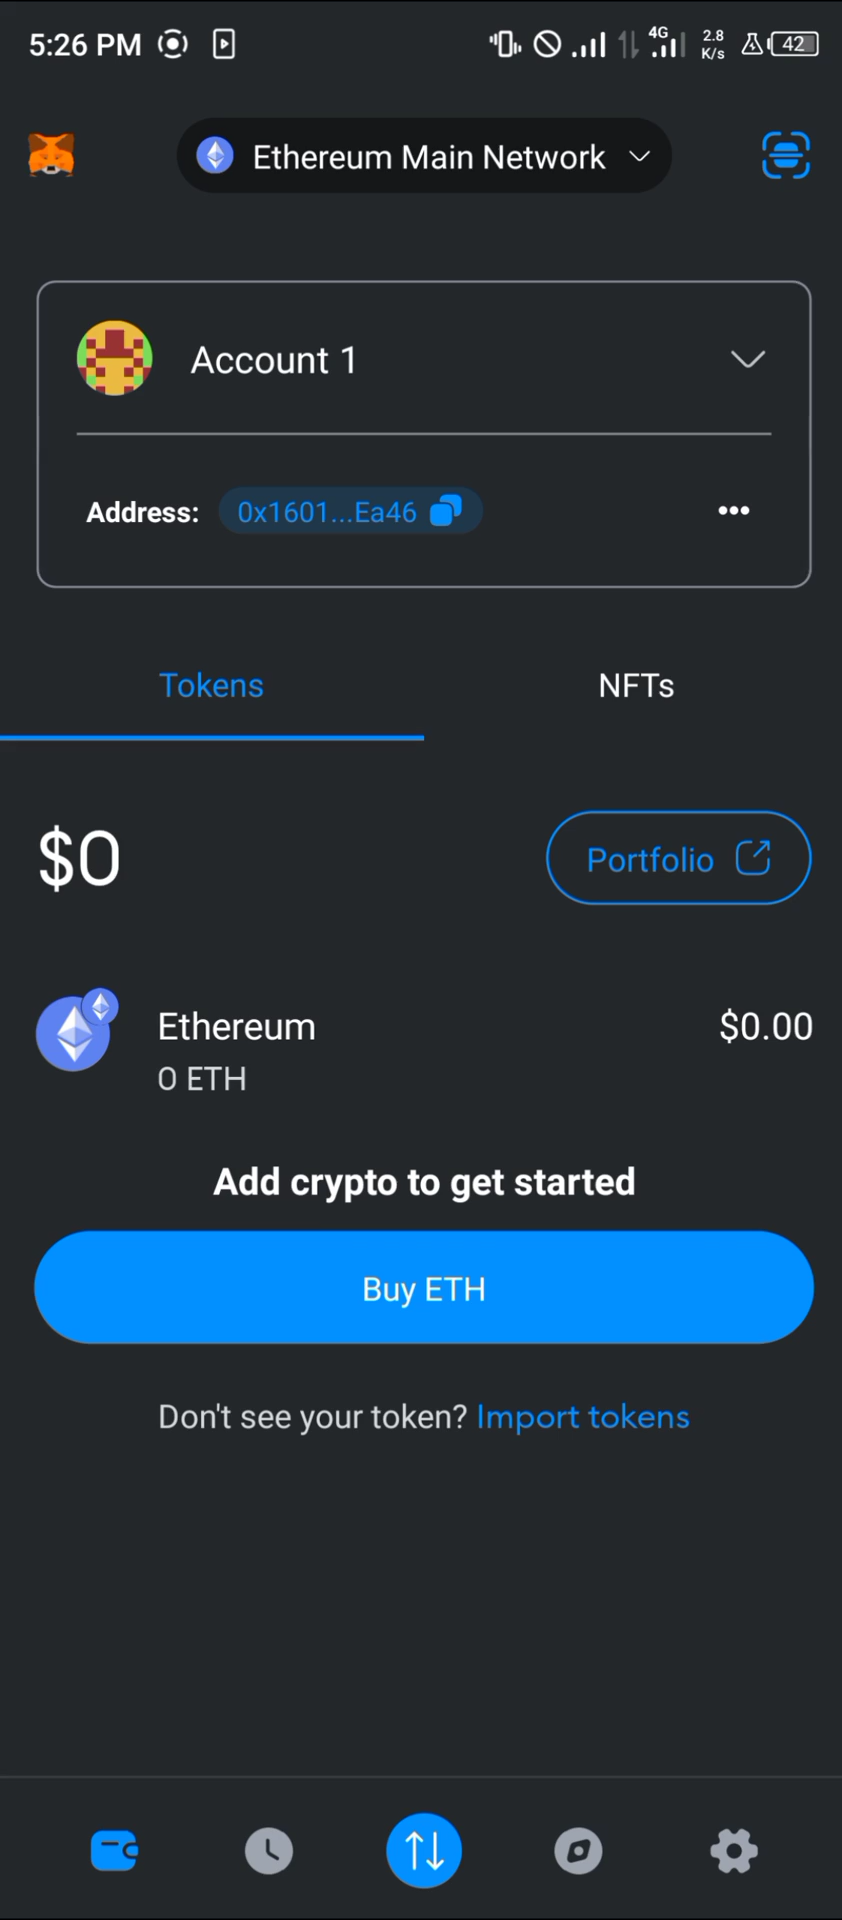 5:26 PM 4G 2.8 K/s 42
Ethereum Main Network
Account 1
Address: 0x1601...Ea46
Tokens NFTs
$0 Portfolio
Ethereum $0.00
0 ETH
Add crypto to get started
Buy ETH
Don't see your token? Import tokens